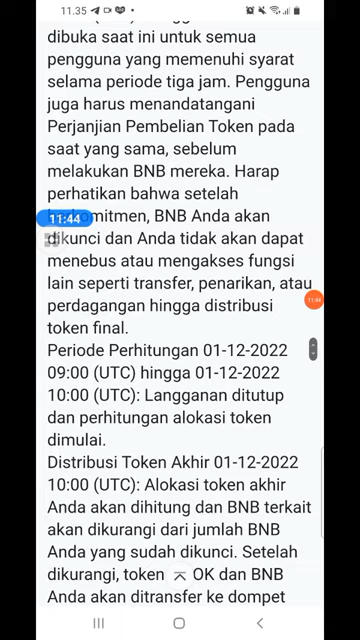 11.35
dibuka saat ini untuk semua
pengguna yang memenuhi syarat
selama periode tiga jam. Pengguna
juga harus menandatangani
Perjanjian Pembelian Token pada
saat yang sama, sebelum
melakukan BNB mereka. Harap
perhatikan bahwa setelah
11:44 komitmen, BNB Anda akan
dikunci dan Anda tidak akan dapat
menebus atau mengakses fungsi
lain seperti transfer, penarikan, atau
11:44
perdagangan hingga distribusi
token final.
Periode Perhitungan 01-12-2022
09:00 (UTC) hingga 01-12-2022
10:00 (UTC): Langganan ditutup
dan perhitungan alokasi token
dimulai.
Distribusi Token Akhir 01-12-2022
10:00 (UTC): Alokasi token akhir
Anda akan dihitung dan BNB terkait
akan dikurangi dari jumlah BNB
Anda yang sudah dikunci. Setelah
dikurangi, token OK dan BNB
Anda akan ditransfer ke dompet